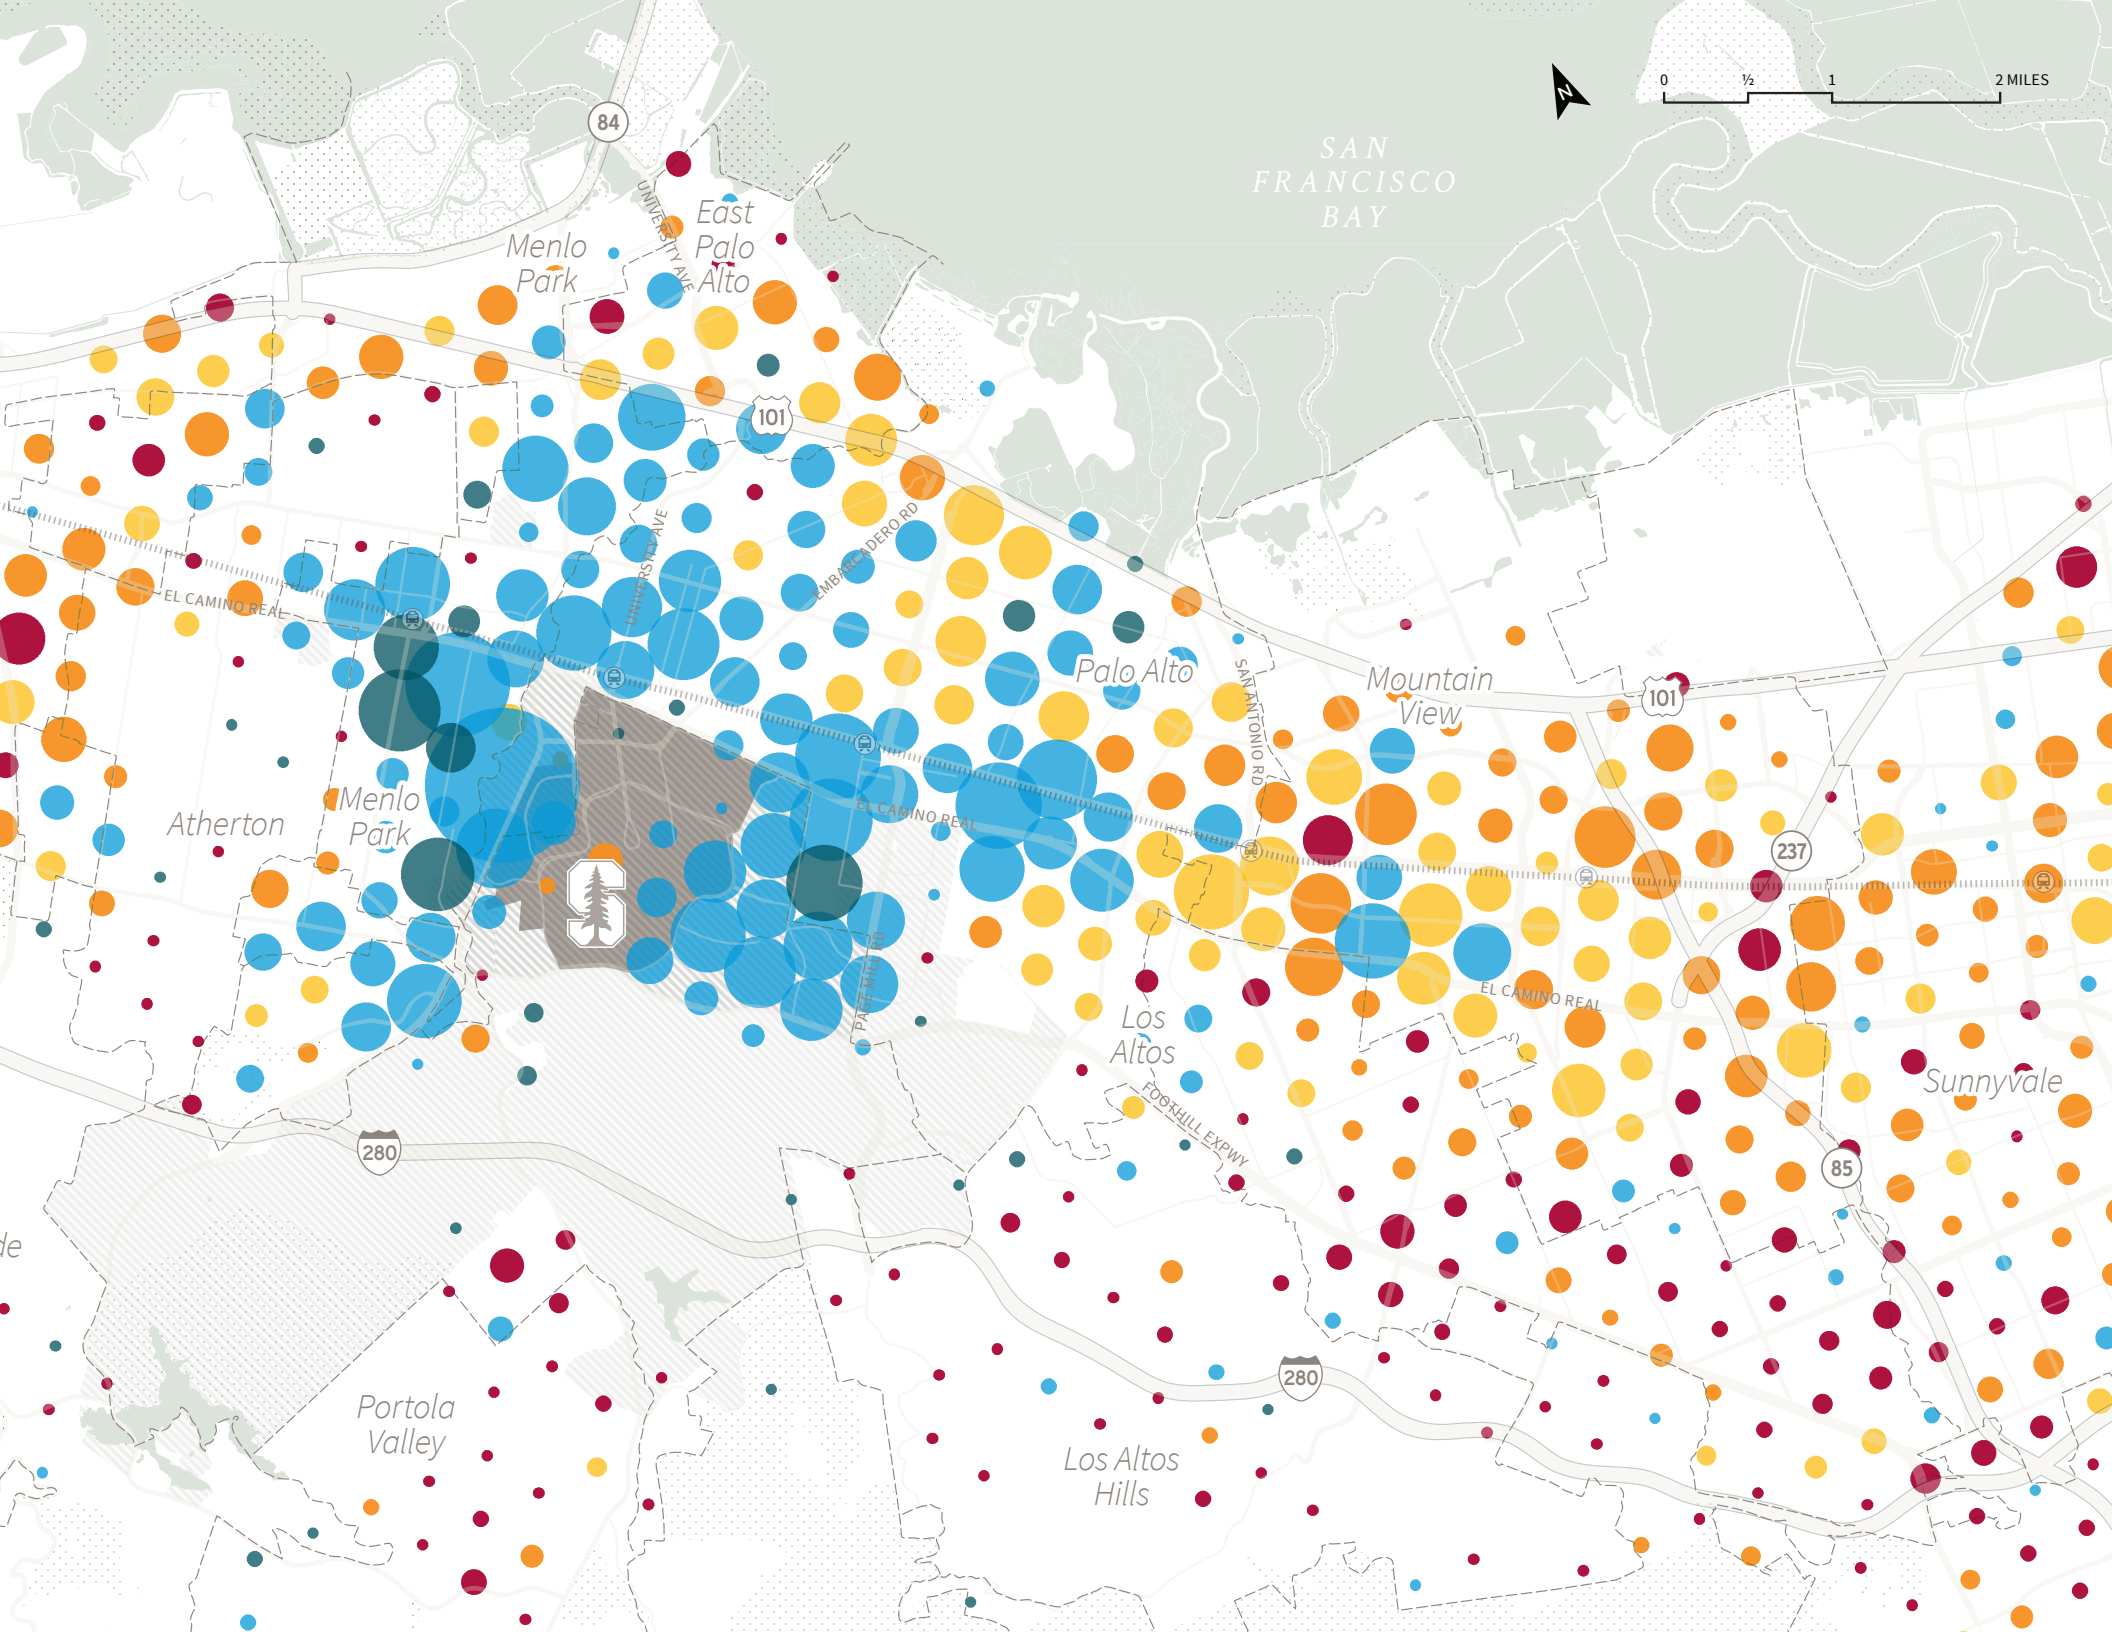 0 ½ 1 2 MILES
N
84
SAN
FRANCISCO
BAY
UNIVERSITY AVE
East
Palo
Alto
Menlo
Park
101
EMBARCADERO RD
UNIVERSITY AVE
EL CAMINO REAL
Palo Alto
SAN ANTONIO RD
Mountain
View
101
Menlo
Park
Atherton
EL CAMINO REAL
237
S
PAGE MILL RD
EL CAMINO REAL
Los
Altos
FOOTHILL EXPWY
Sunnyvale
280
85
de
280
Portola
Valley
Los Altos
Hills